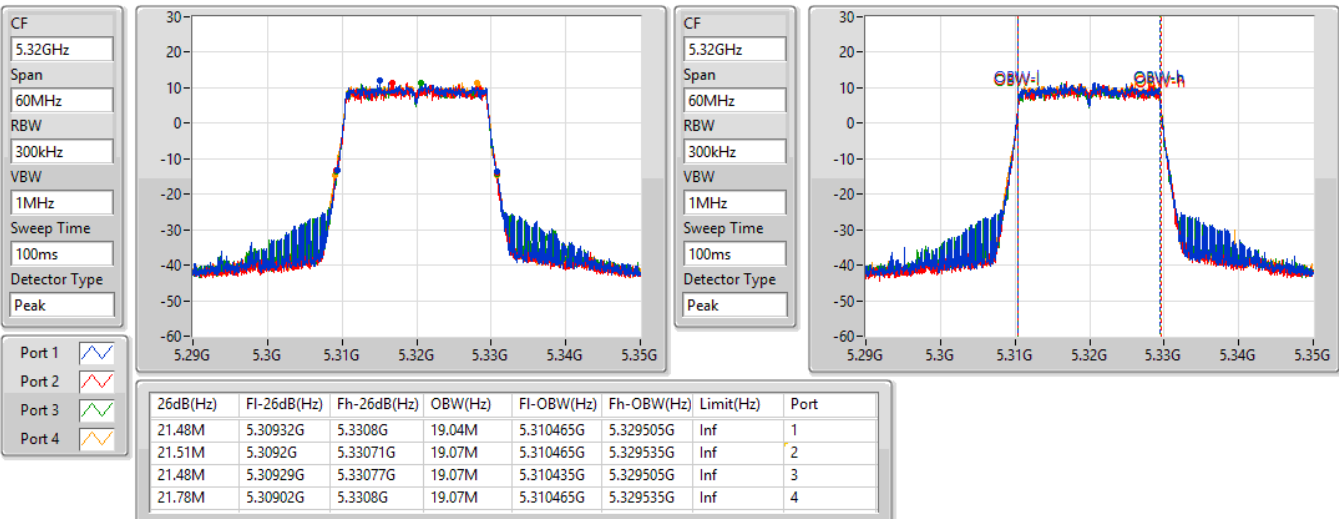 CF
5.32GHz
Span
60MHz
RBW
300kHz
VBW
1MHz
Sweep Time
100ms
Detector Type
Peak
30
20
10
0
-10
-20
-30
-40
-50
-60
5.29G 5.3G 5.31G 5.32G 5.33G 5.34G 5.35G
CF
5.32GHz
Span
60MHz
RBW
300kHz
VBW
1MHz
Sweep Time
100ms
Detector Type
Peak
30
20
10
0
-10
-20
-30
-40
-50
-60
OBW-l OBW-h
5.29G 5.3G 5.31G 5.32G 5.33G 5.34G 5.35G
Port 1
Port 2
Port 3
Port 4
26dB(Hz) Fl-26dB(Hz) Fh-26dB(Hz) OBW(Hz) Fl-OBW(Hz) Fh-OBW(Hz) Limit(Hz) Port
21.48M 5.30932G 5.3308G 19.04M 5.310465G 5.329505G Inf 1
21.51M 5.3092G 5.33071G 19.07M 5.310465G 5.329535G Inf 2
21.48M 5.30929G 5.33077G 19.07M 5.310435G 5.329505G Inf 3
21.78M 5.30902G 5.3308G 19.07M 5.310465G 5.329535G Inf 4